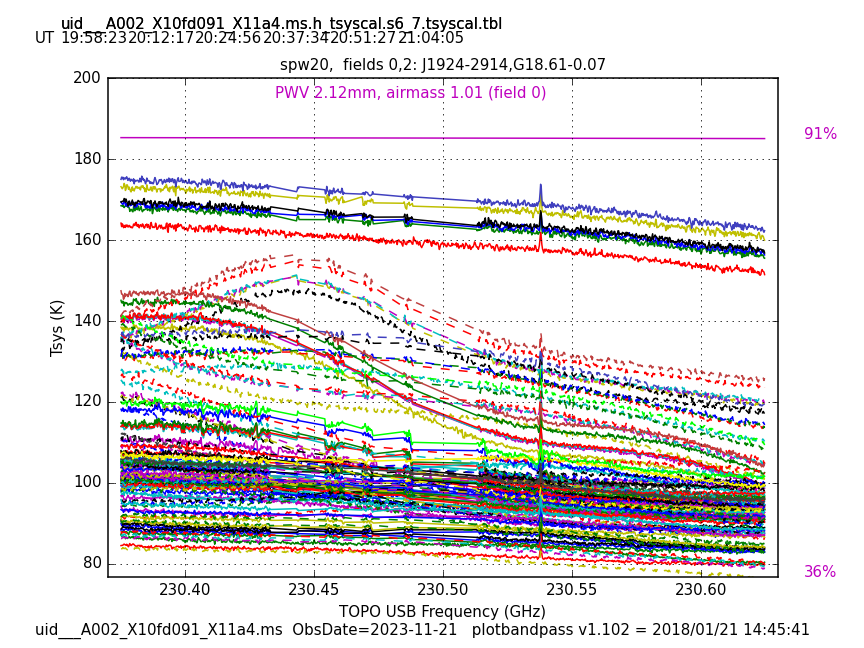 uid___A002_X10fd091_X11a4.ms.h_tsyscal.s6_7.tsyscal.tbl
UT 19:58:23 20:12:17 20:24:56 20:37:34 20:51:27 21:04:05
spw20, fields 0,2: J1924-2914,G18.61-0.07
PWV 2.12mm, airmass 1.01 (field 0)
200
91%
180
160
140
120
100
80
36%
Tsys (K)
230.40 230.45 230.50 230.55 230.60
TOPO USB Frequency (GHz)
uid___A002_X10fd091_X11a4.ms ObsDate=2023-11-21 plotbandpass v1.102 = 2018/01/21 14:45:41